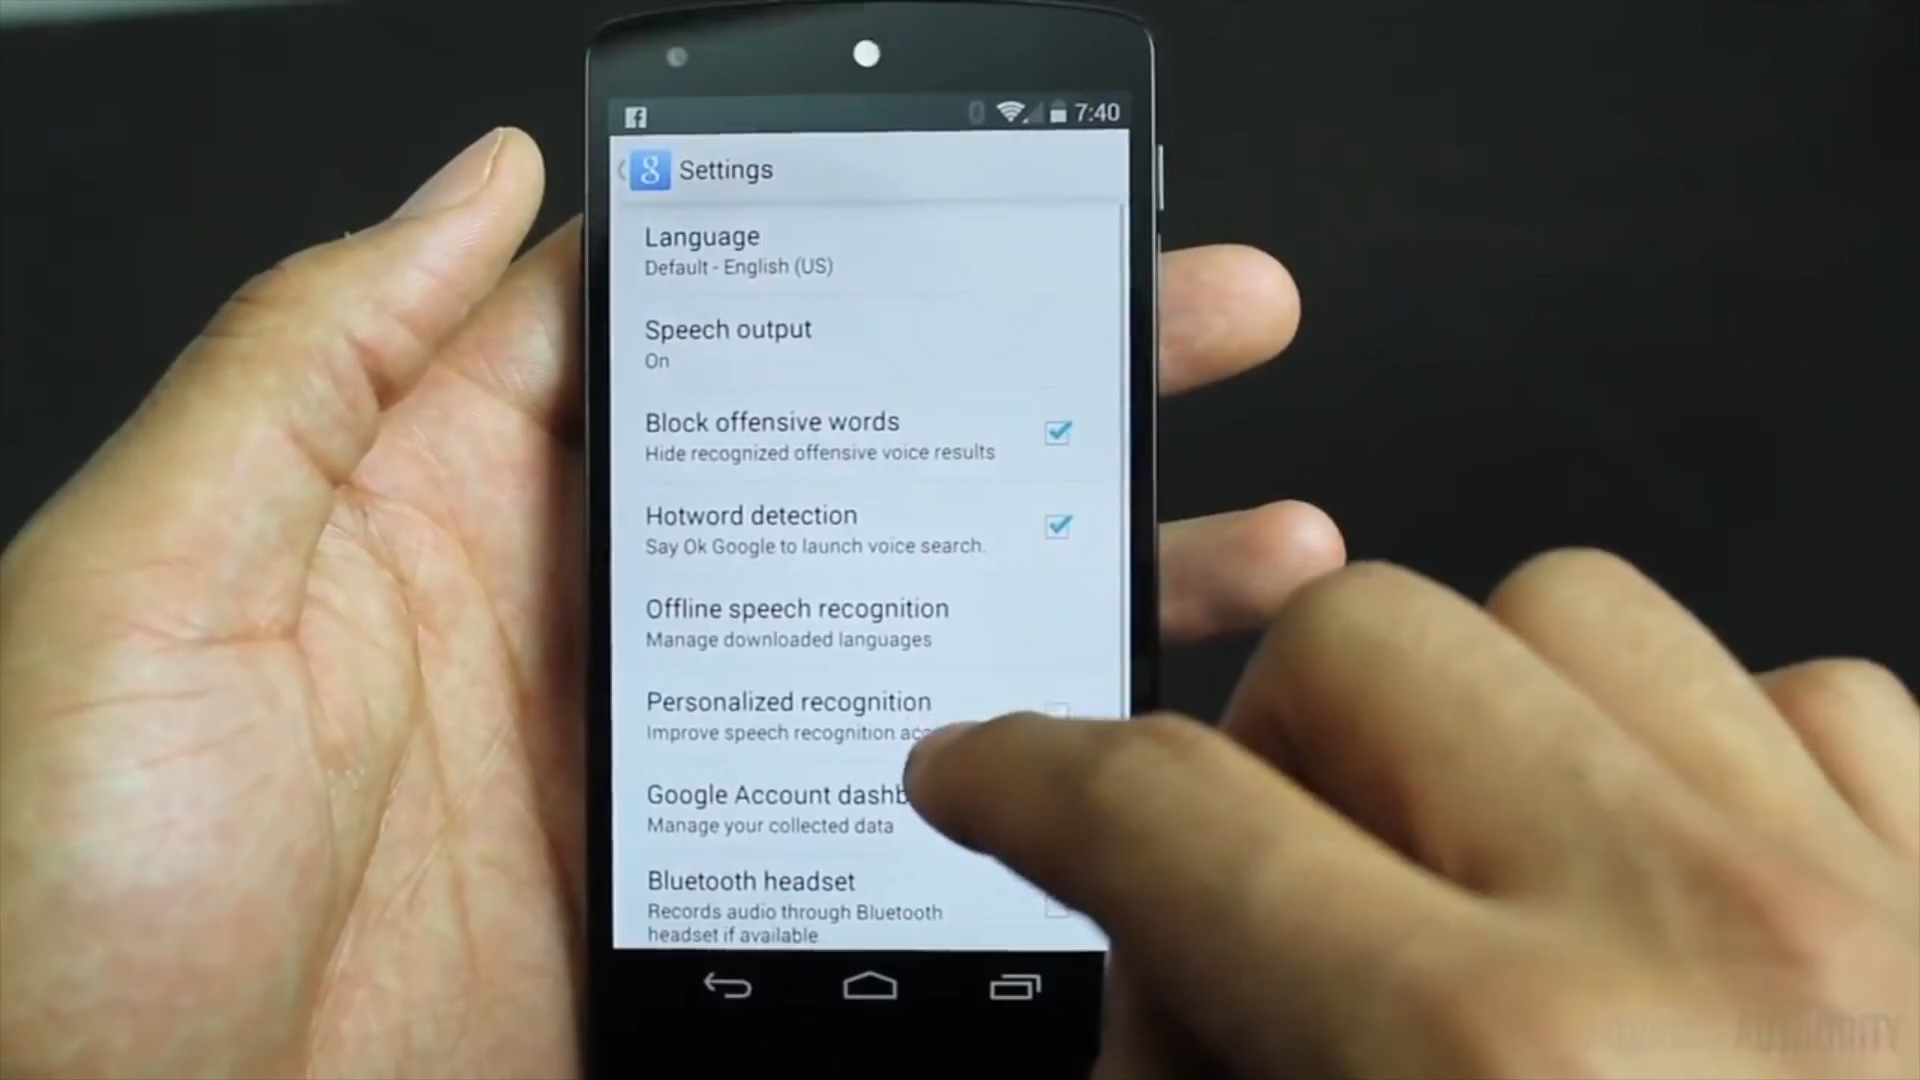 7:40
Settings
Language
Default - English (US)
Speech output
On
Block offensive words
Hide recognized offensive voice results
Hotword detection
Say Ok Google to launch voice search.
Offline speech recognition
Manage downloaded languages
Personalized recognition
Improve speech recognition
Google Account
Manage your collected data
Bluetooth headset
Records audio through Bluetooth
headset if available
AUTHORITY